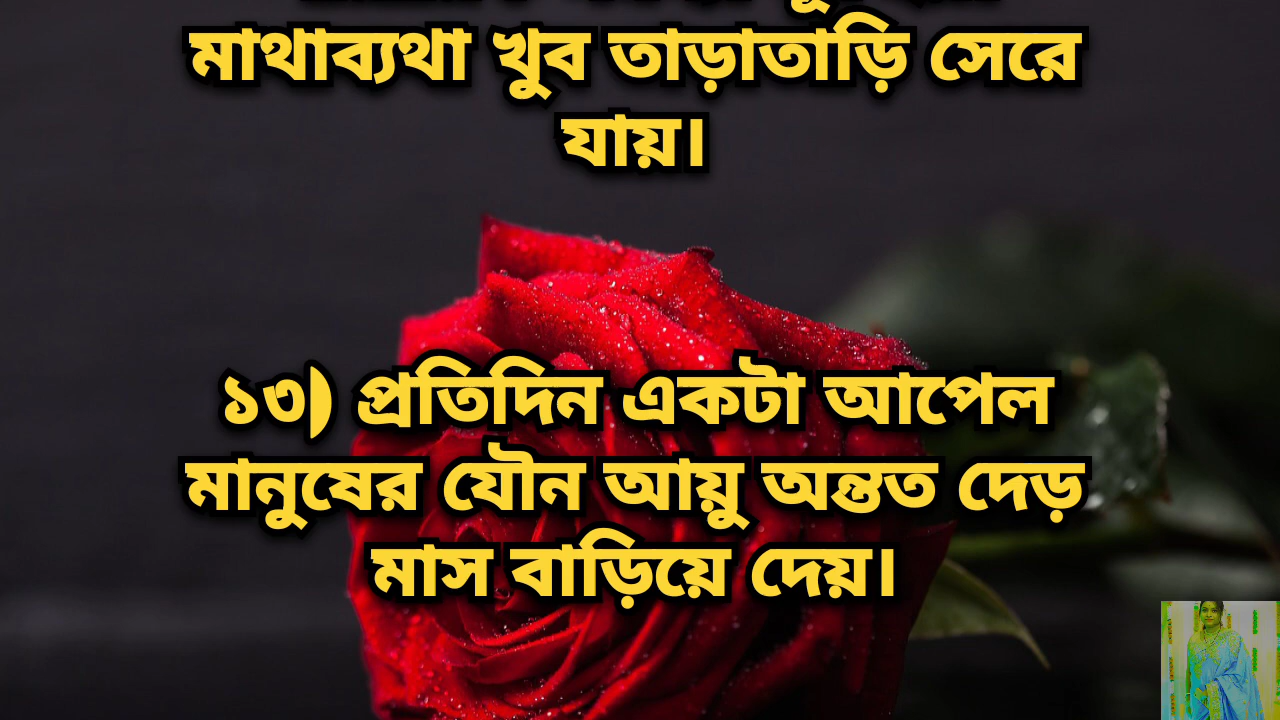 মাথাব্যথা খুব তাড়াতাড়ি সেরে
যায়।
১৩) প্রতিদিন একটা আপেল
মানুষের যৌন আয়ু অন্তত দেড়
মাস বাড়িয়ে দেয়।